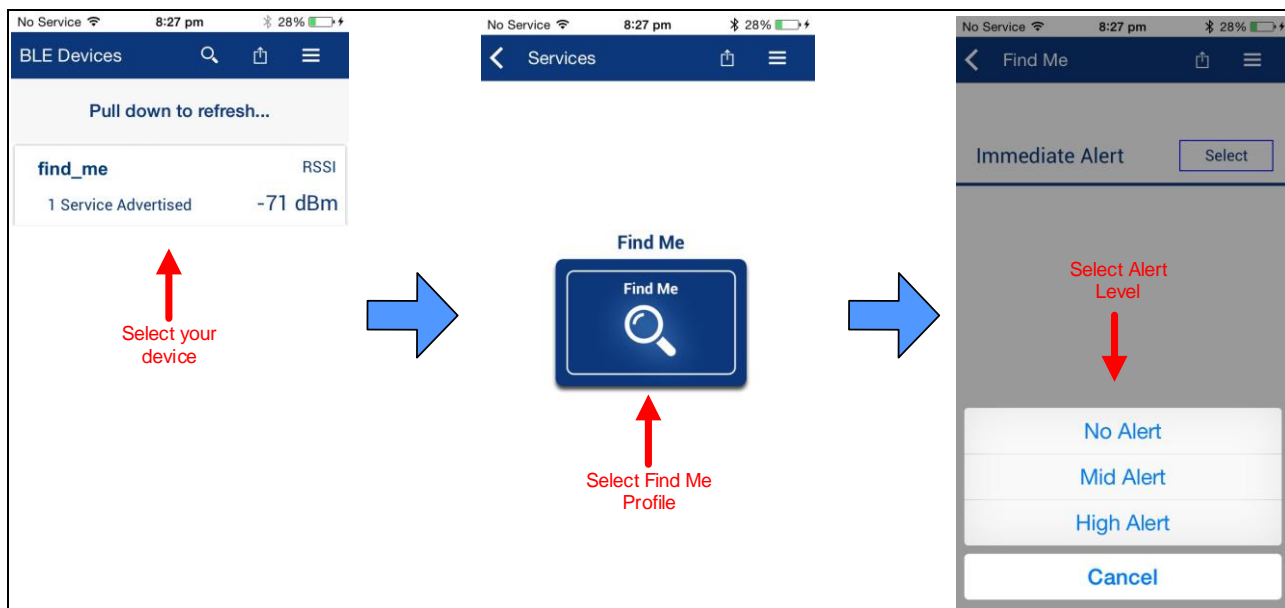 No Service 8:27 pm 28%
BLE Devices
Pull down to refresh...
find_me RSSI
1 Service Advertised -71 dBm
Select your
device
No Service 8:27 pm 28%
Services
Find Me
Find Me
Select Find Me
Profile
No Service 8:27 pm 28%
Find Me
Immediate Alert Select
Select Alert
Level
No Alert
Mid Alert
High Alert
Cancel